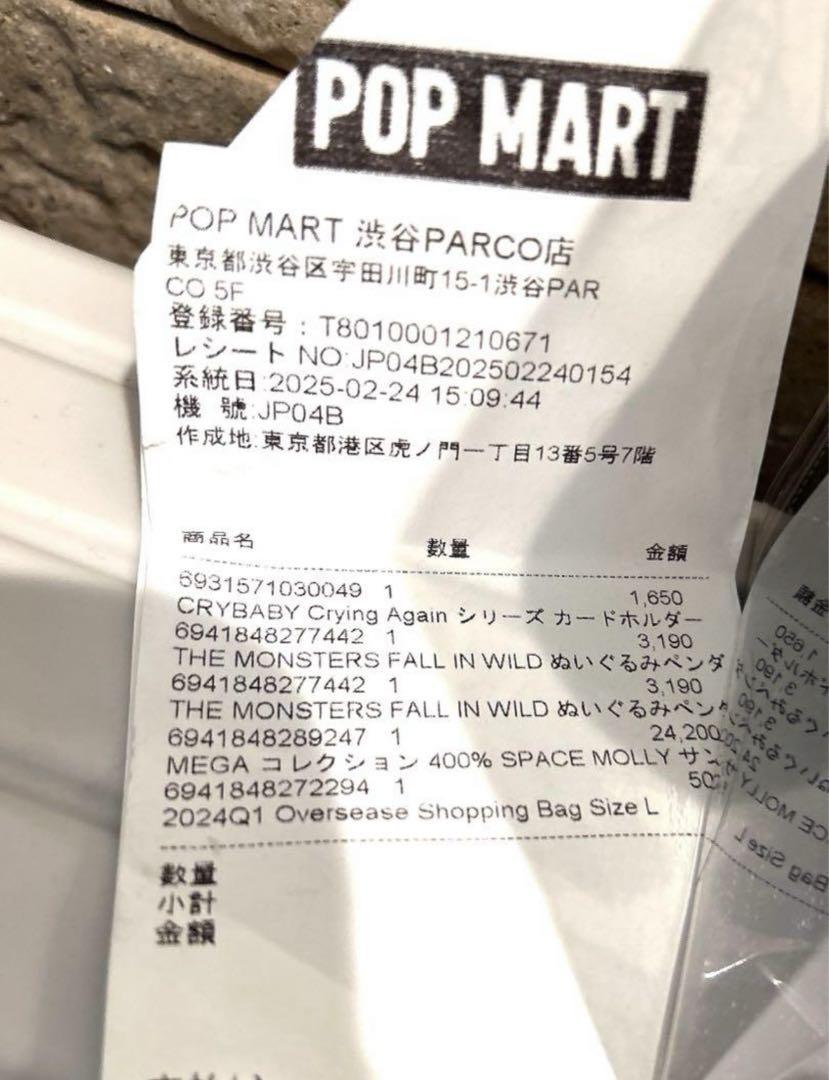 POP MART
POP MART 渋谷PARCO店
東京都渋谷区宇田川町15-1渋谷PAR
CO 5F
登録番号：T8010001210671
レシート NO:JP04B202502240154
系統日:2025-02-24 15:09:44
機 號:JP04B
作成地:東京都港区虎ノ門一丁目13番5号7階
商品名 数量 金額
6931571030049 1 1,650
CRYBABY Crying Again シリーズ カードホルダー
6941848277442 1 3,190
THE MONSTERS FALL IN WILD ぬいぐるみペンダ
6941848277442 1 3,190
THE MONSTERS FALL IN WILD ぬいぐるみペン
6941848289247 1 24,200
MEGA コレクション 400% SPACE MOLLY サン
6941848272294 1 50
2024Q1 Oversease Shopping Bag Size L
数量
小計
金額